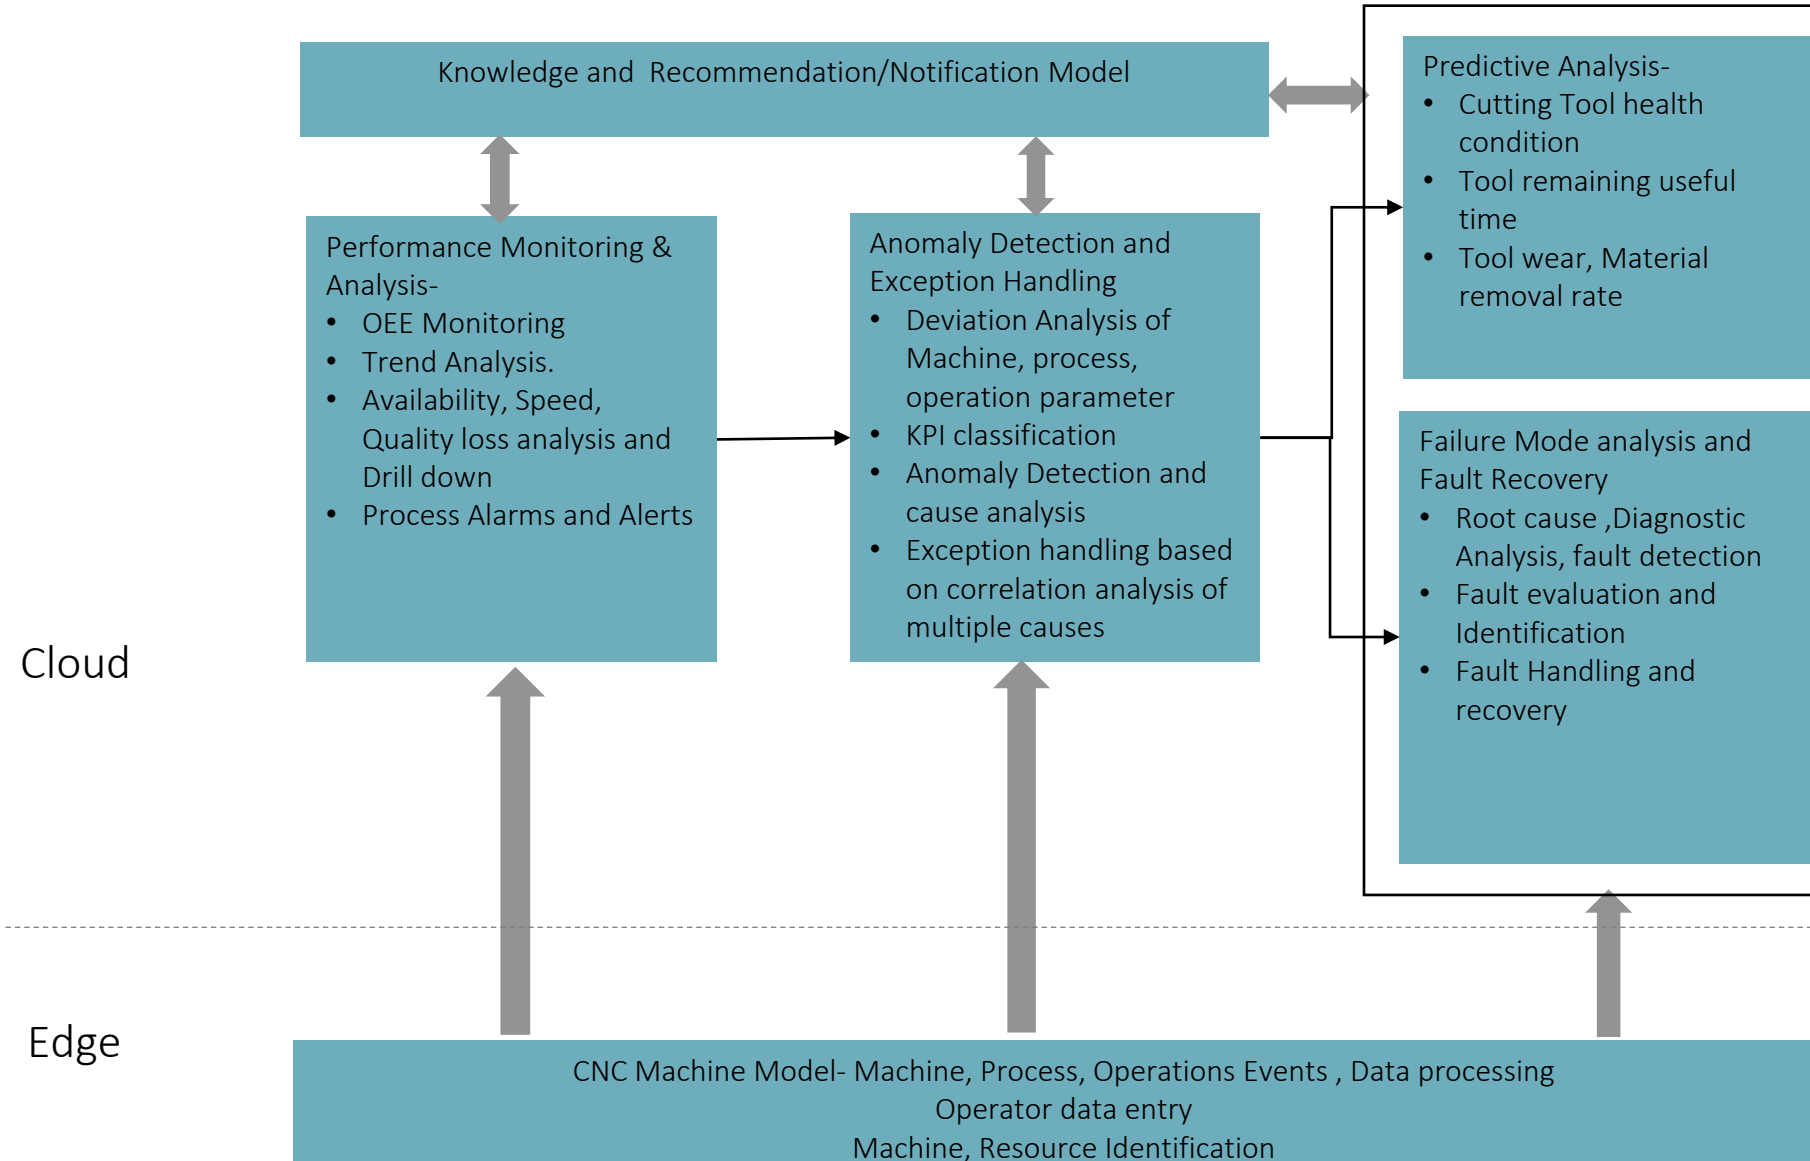 Knowledge and  Recommendation/Notification Model
Performance Monitoring &
Analysis-
• OEE Monitoring
• Trend Analysis.
• Availability, Speed,
Quality loss analysis and
Drill down
• Process Alarms and Alerts
Anomaly Detection and
Exception Handling
• Deviation Analysis of
Machine, process,
operation parameter
• KPI classification
• Anomaly Detection and
cause analysis
• Exception handling based
on correlation analysis of
multiple causes
Predictive Analysis-
• Cutting Tool health
condition
• Tool remaining useful
time
• Tool wear, Material
removal rate
Failure Mode analysis and
Fault Recovery
• Root cause ,Diagnostic
Analysis, fault detection
• Fault evaluation and
Identification
• Fault Handling and
recovery
Cloud
Edge
CNC Machine Model- Machine, Process, Operations Events , Data processing
Operator data entry
Machine, Resource Identification